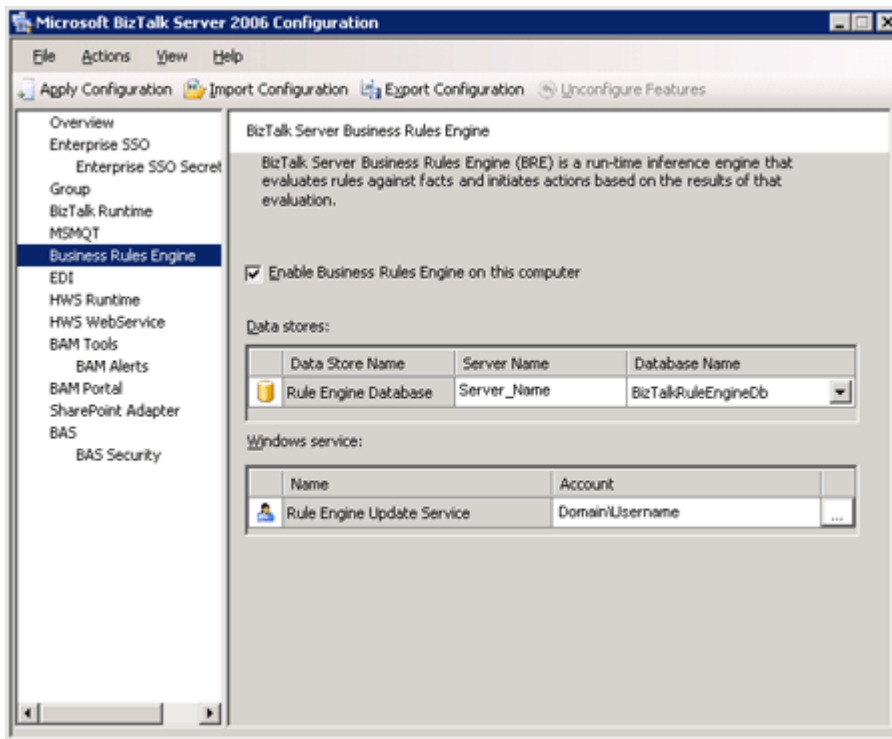 Microsoft BizTalk Server 2006 Configuration
File Actions View Help
Apply Configuration Import Configuration Export Configuration Unconfigure Features
Overview
Enterprise SSO
Enterprise SSO Secret
Group
BizTalk Runtime
MSMQT
Business Rules Engine
EDI
HWS Runtime
HWS WebService
BAM Tools
BAM Alerts
BAM Portal
SharePoint Adapter
BAS
BAS Security
BizTalk Server Business Rules Engine
BizTalk Server Business Rules Engine (BRE) is a run-time inference engine that
evaluates rules against facts and initiates actions based on the results of that
evaluation.
Enable Business Rules Engine on this computer
Data stores:
Data Store Name Server Name Database Name
Rule Engine Database Server_Name BizTalkRuleEngineDb
Windows service:
Name Account
Rule Engine Update Service Domain\Username ...